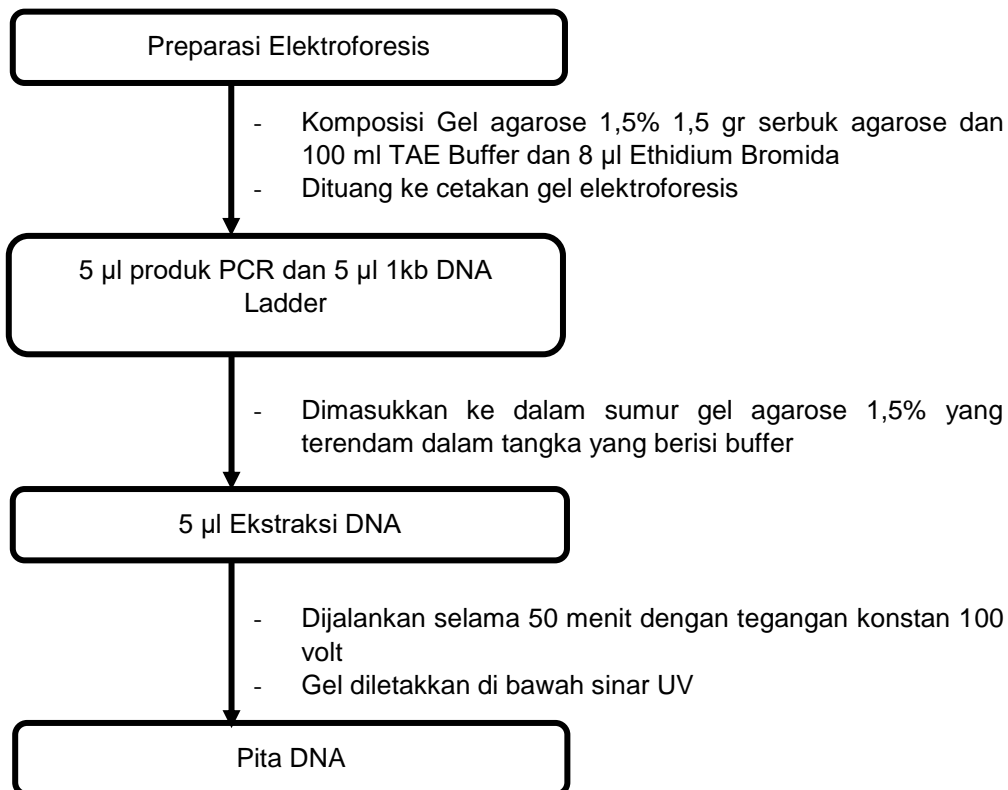 Preparasi Elektroforesis
- Komposisi Gel agarose 1,5% 1,5 gr serbuk agarose dan
100 ml TAE Buffer dan 8 µl Ethidium Bromida
- Dituang ke cetakan gel elektroforesis
5 µl produk PCR dan 5 µl 1kb DNA
Ladder
- Dimasukkan ke dalam sumur gel agarose 1,5% yang
terendam dalam tangka yang berisi buffer
5 µl Ekstraksi DNA
- Dijalankan selama 50 menit dengan tegangan konstan 100
volt
- Gel diletakkan di bawah sinar UV
Pita DNA